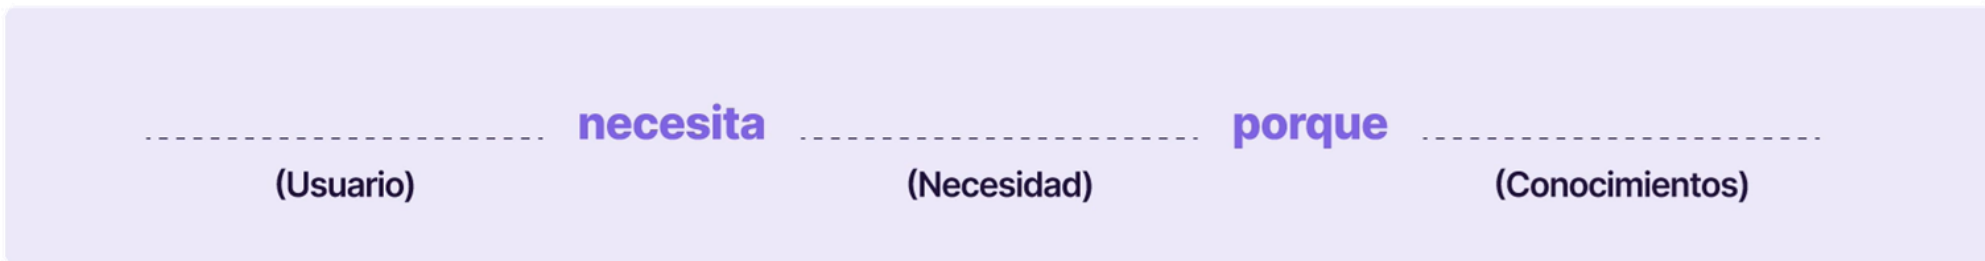 necesita porque
(Usuario) (Necesidad) (Conocimientos)